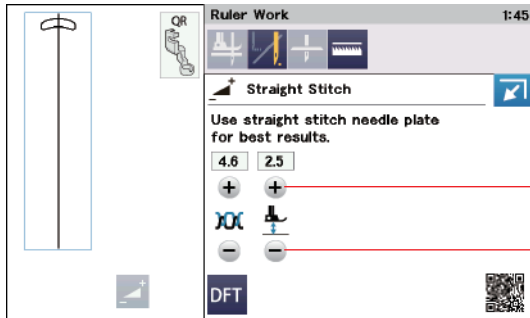 QR
Ruler Work
1:45
Straight Stitch
Use straight stitch needle plate
for best results.
4.6 2.5
DFT